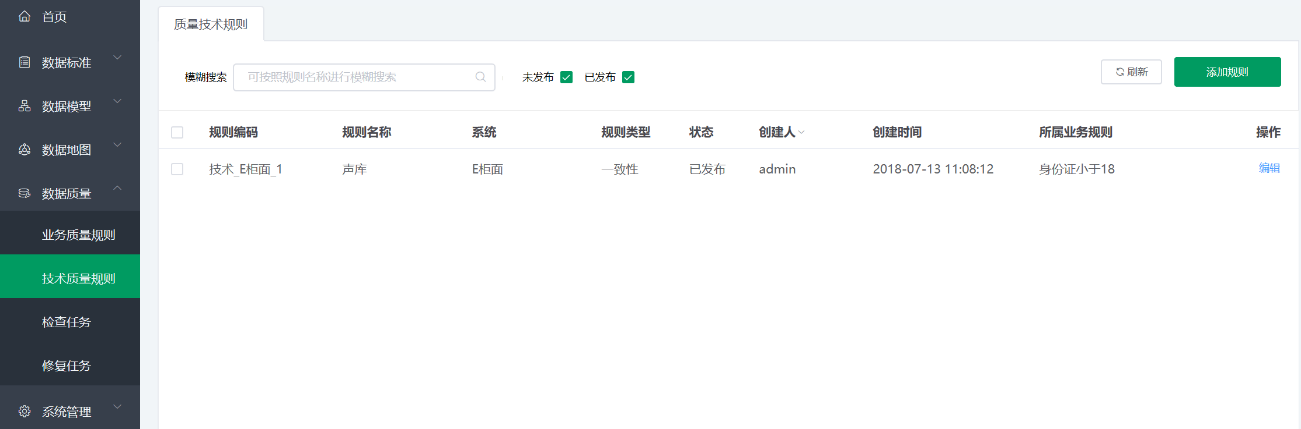 首页
数据标准
数据模型
数据地图
数据质量
业务质量规则
技术质量规则
检查任务
修复任务
系统管理
质量技术规则
模糊搜索 可按照规则名称进行模糊搜索 未发布 已发布 刷新 添加规则
规则编码 规则名称 系统 规则类型 状态 创建人 创建时间 所属业务规则 操作
技术_E柜面_1 声库 E柜面 一致性 已发布 admin 2018-07-13 11:08:12 身份证小于18 编辑